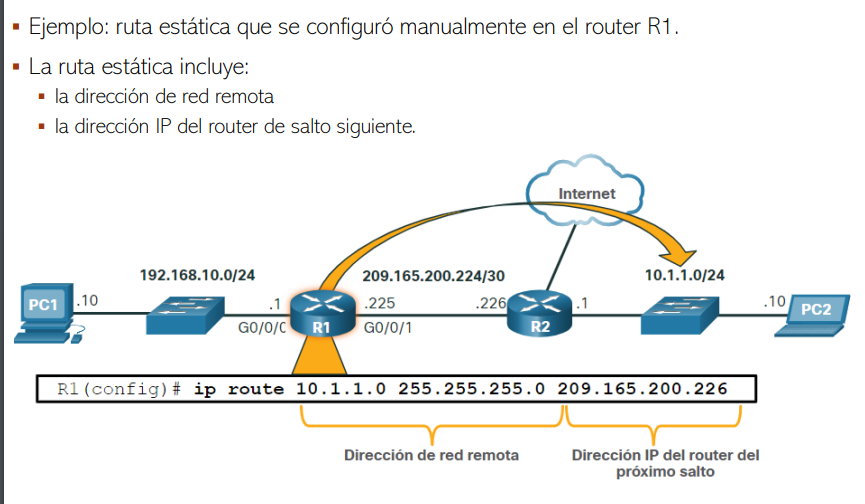 Ejemplo: ruta estática que se configuró manualmente en el router R1.
La ruta estática incluye:
la dirección de red remota
la dirección IP del router de salto siguiente.
Internet
192.168.10.0/24
209.165.200.224/30
10.1.1.0/24
PC1
.10
.1
.225
.226
.1
.10
PC2
G0/0/0
R1
G0/0/1
R2
R1(config)# ip route 10.1.1.0 255.255.255.0 209.165.200.226
Dirección de red remota
Dirección IP del router del
próximo salto